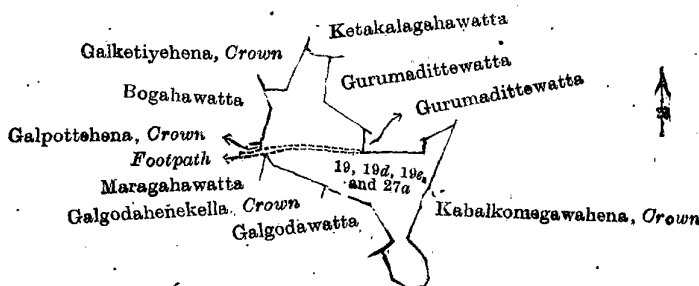 Ketakalagahawatta
Galketiyehena, Crown
Gurumadittewatta
Gurumadittewatta
Bogahawatta
Galpottehena, Crown
Footpath
19, 19d, 19e,
and 27a
Maragahawatta
Galgodahenekella, Crown
Galgodawatta
Kabalkomegawahena, Crown